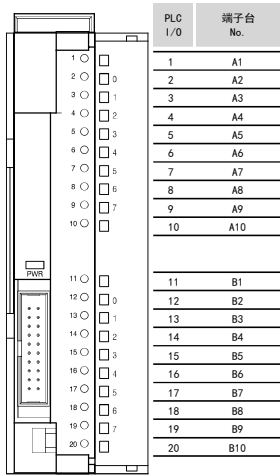 PLC 端子台
I/O No.
1 1 A1
2 0 2 A2
3 1 3 A3
4 2 4 A4
5 3 5 A5
6 4 6 A6
7 5 7 A7
8 6 8 A8
9 7 9 A9
10 10 A10
PWR
11 11 B1
12 0 12 B2
13 1 13 B3
14 2 14 B4
15 3 15 B5
16 4 16 B6
17 5 17 B7
18 6 18 B8
19 7 19 B9
20 20 B10